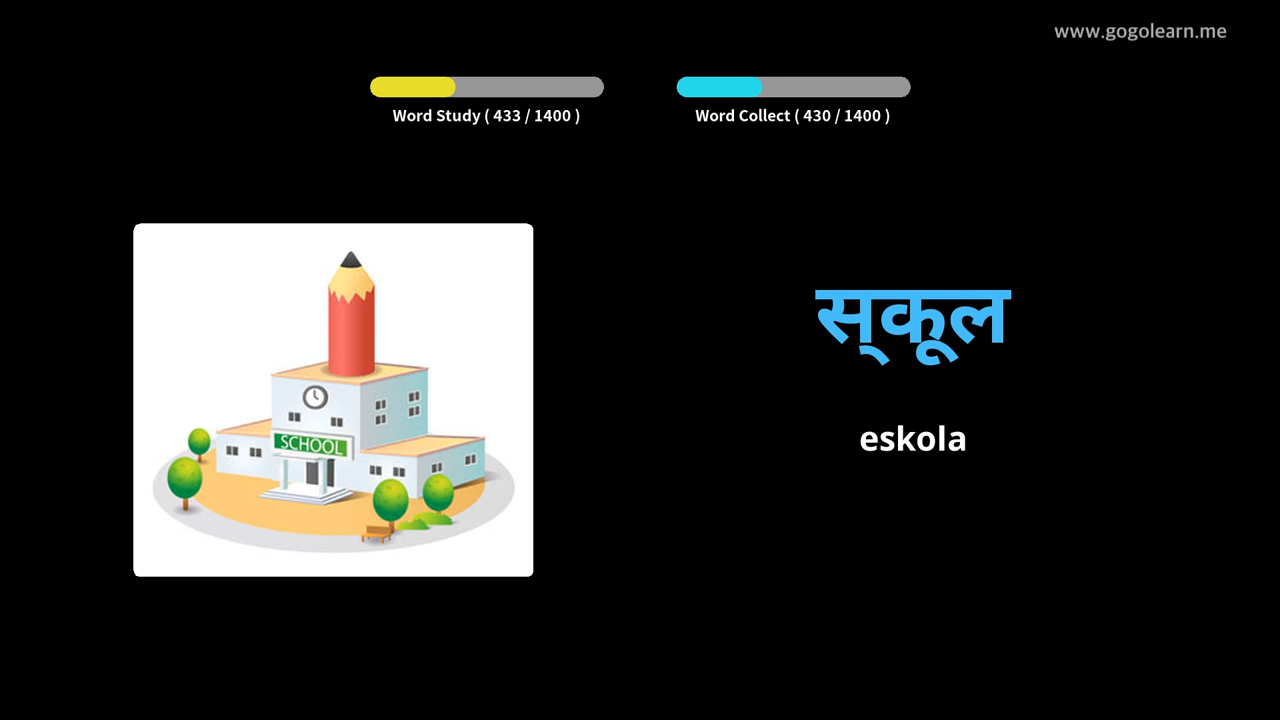 www.gogolearn.me
Word Study ( 433 / 1400 )
Word Collect ( 430 / 1400 )
SCHOOL
स्‌कूल
eskola